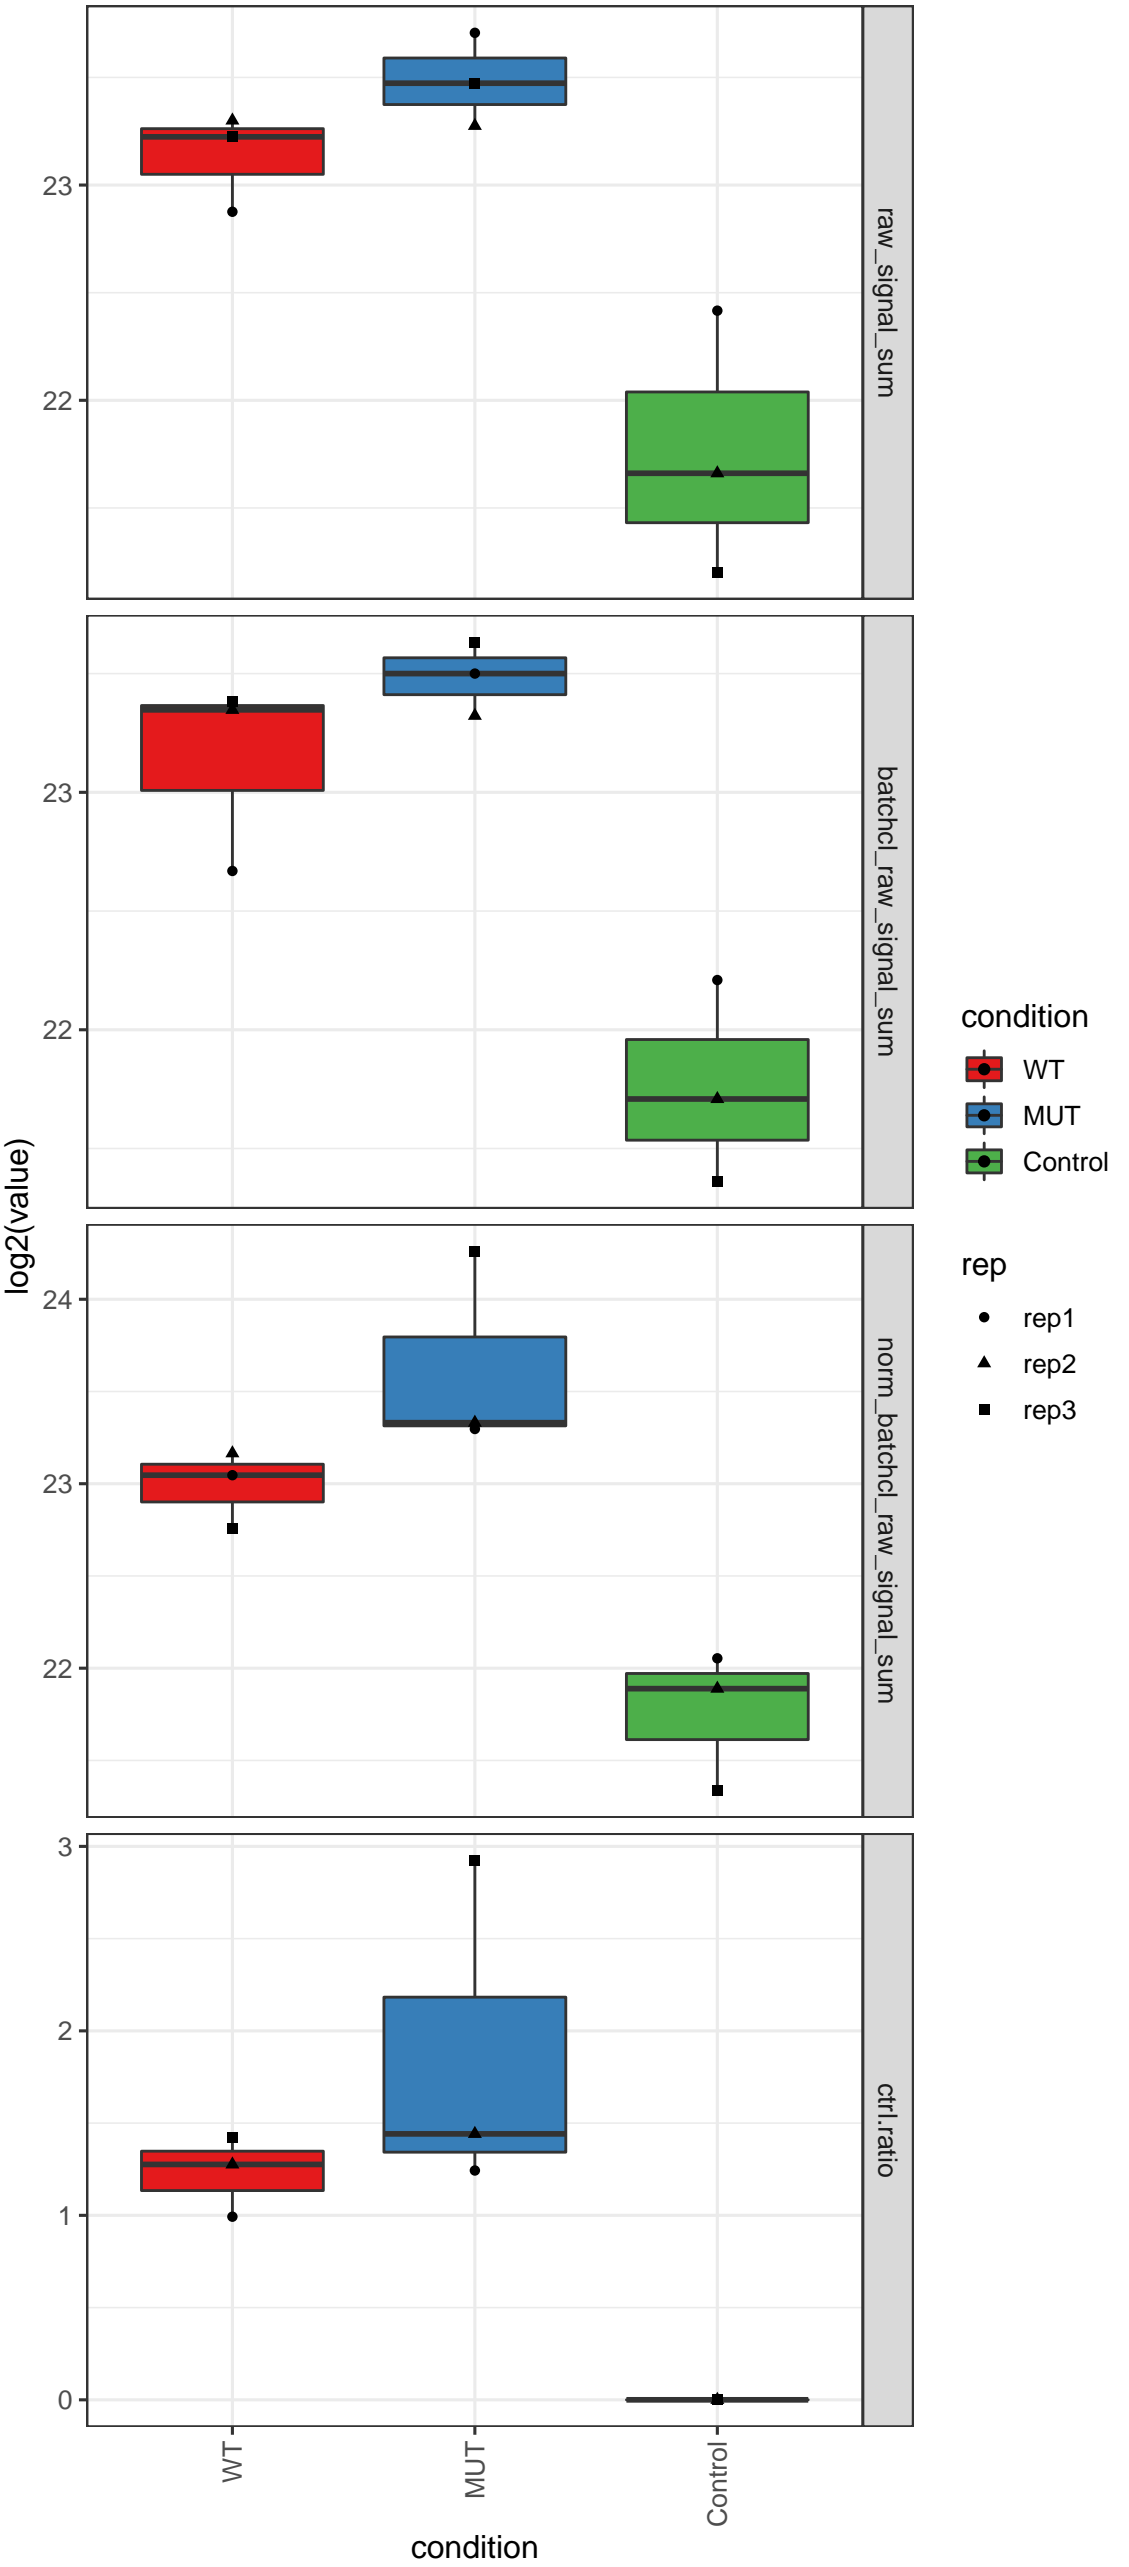 log2(value)
23
22
raw_signal_sum
23
22
batchcl_raw_signal_sum
24
23
22
norm_batchcl_raw_signal_sum
3
2
1
0
ctrl.ratio
WT
MUT
Control
condition
condition
WT
MUT
Control
rep
rep1
rep2
rep3